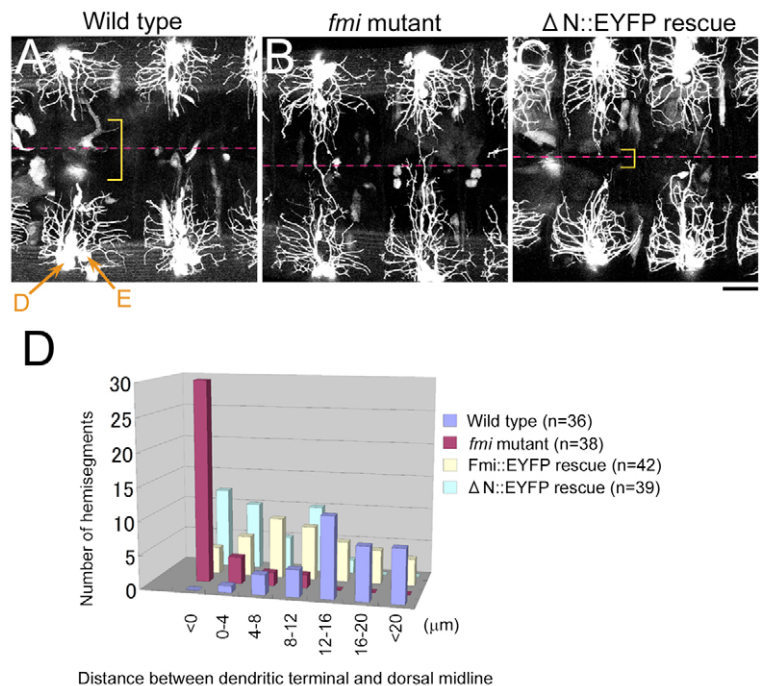 Wild type
fmi mutant
ΔN::EYFP rescue
A
B
C
D
E
D
Number of hemisegments
30
25
20
15
10
5
0
<0
0-4
4-8
8-12
12-16
16-20
<20
(μm)
Wild type (n=36)
fmi mutant (n=38)
Fmi::EYFP rescue (n=42)
ΔN::EYFP rescue (n=39)
Distance between dendritic terminal and dorsal midline